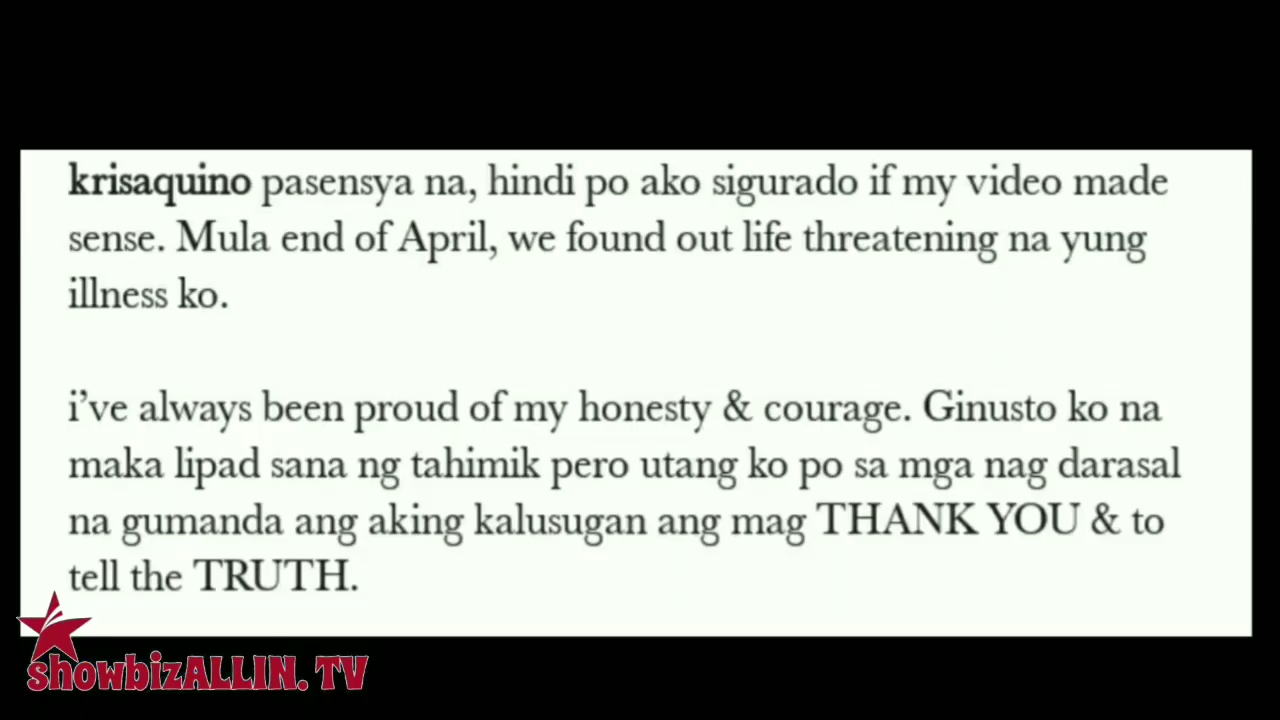 krisaquino pasensya na, hindi po ako sigurado if my video made
sense. Mula end of April, we found out life threatening na yung
illness ko.
i've always been proud of my honesty & courage. Ginusto ko na
maka lipad sana ng tahimik pero utang ko po sa mga nag darasal
na gumanda ang aking kalusugan ang mag THANK YOU & to
tell the TRUTH.
showbizALLIN.TV